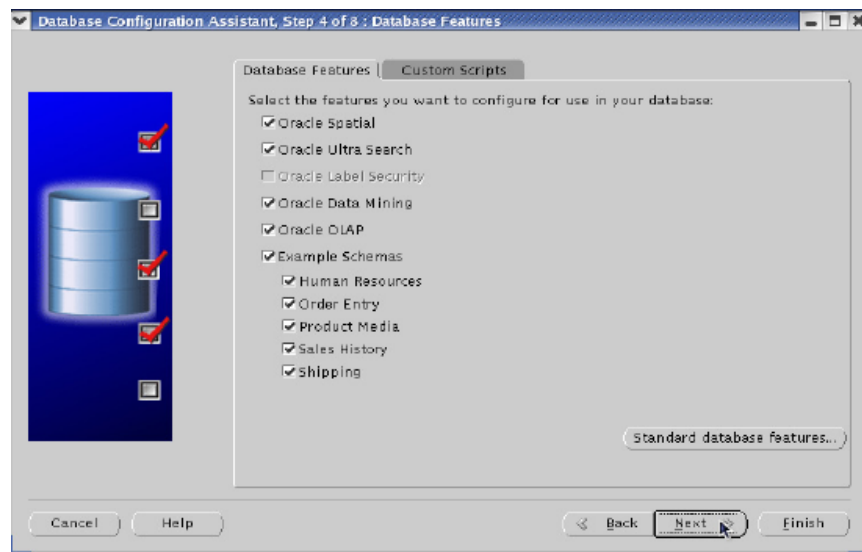 Database Configuration Assistant, Step 4 of 8 : Database Features
Database Features
Custom Scripts
Select the features you want to configure for use in your database:
Oracle Spatial
Oracle Ultra Search
Oracle Label Security
Oracle Data Mining
Oracle OLAP
Example Schemas
Human Resources
Order Entry
Product Media
Sales History
Shipping
Standard database features...
Cancel
Help
Back
Next
Finish